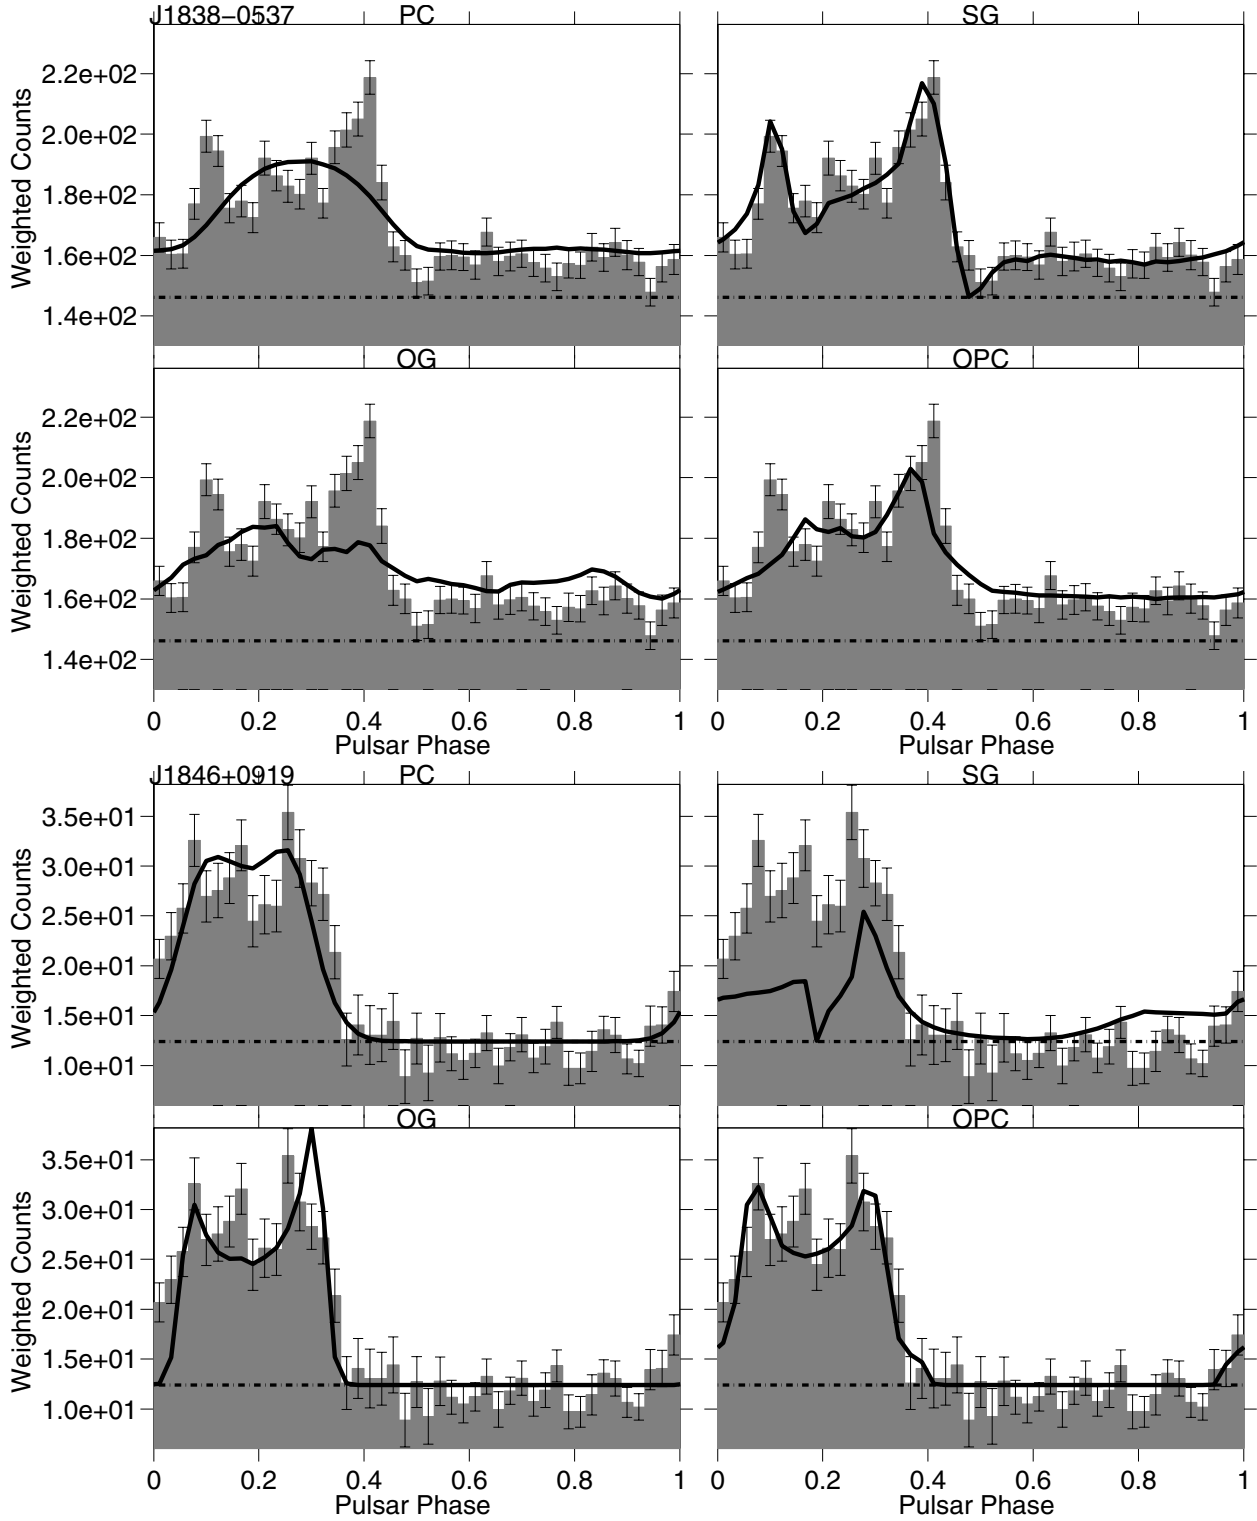 J1838−0537 PC SG
Weighted Counts
2.2e+02
2.0e+02
1.8e+02
1.6e+02
1.4e+02
OG OPC
Weighted Counts
2.2e+02
2.0e+02
1.8e+02
1.6e+02
1.4e+02
0 0.2 0.4 0.6 0.8 1 0 0.2 0.4 0.6 0.8 1
Pulsar Phase Pulsar Phase
J1846+0919 PC SG
Weighted Counts
3.5e+01
3.0e+01
2.5e+01
2.0e+01
1.5e+01
1.0e+01
OG OPC
Weighted Counts
3.5e+01
3.0e+01
2.5e+01
2.0e+01
1.5e+01
1.0e+01
0 0.2 0.4 0.6 0.8 1 0 0.2 0.4 0.6 0.8 1
Pulsar Phase Pulsar Phase